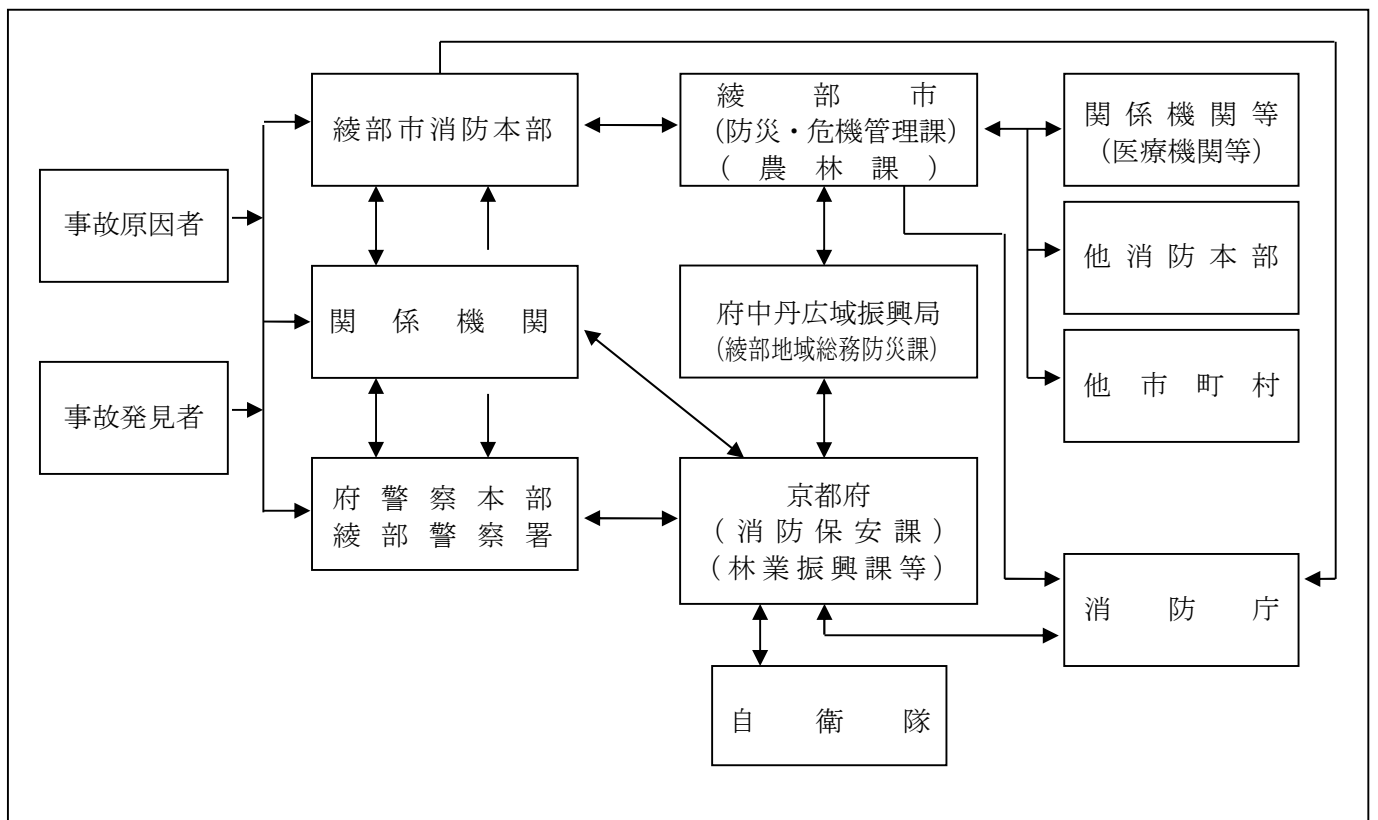 綾部市消防本部
綾部市
(防災・危機管理課)
(農林課)
関係機関等
(医療機関等)
事故原因者
他消防本部
関係機関
府中丹広域振興局
(綾部地域総務防災課)
他市町村
事故発見者
府警察本部
綾部警察署
京都府
(消防保安課)
(林業振興課等)
消防庁
自衛隊